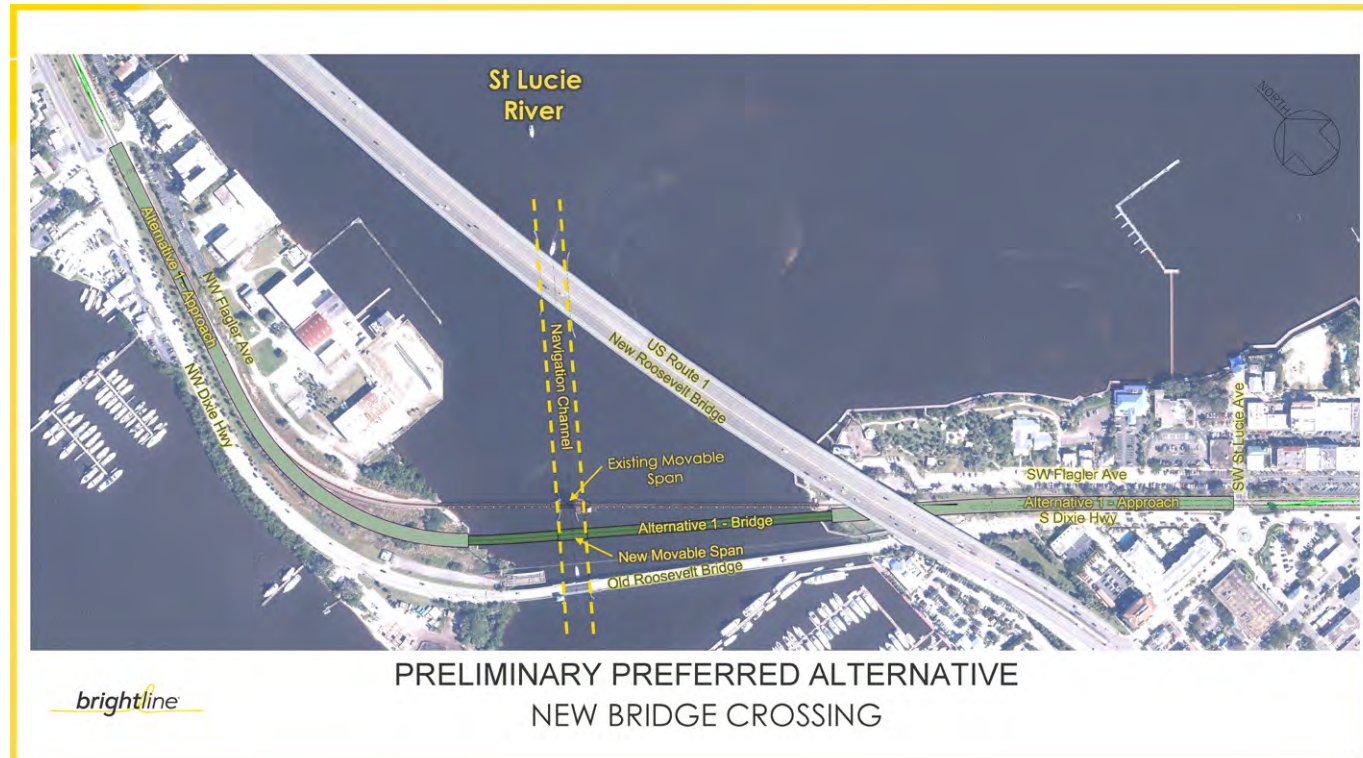 St Lucie
River
NORTH
Alternative 1 - Approach
NW Flagler Ave
NW Dixie Hwy
Navigation Channel
US Route 1
New Roosevelt Bridge
Existing Movable
Span
SW St Lucie Ave
SW Flagler Ave
Alternative 1 - Approach
S Dixie Hwy
Alternative 1 - Bridge
New Movable Span
Old Roosevelt Bridge
PRELIMINARY PREFERRED ALTERNATIVE
NEW BRIDGE CROSSING
brightline